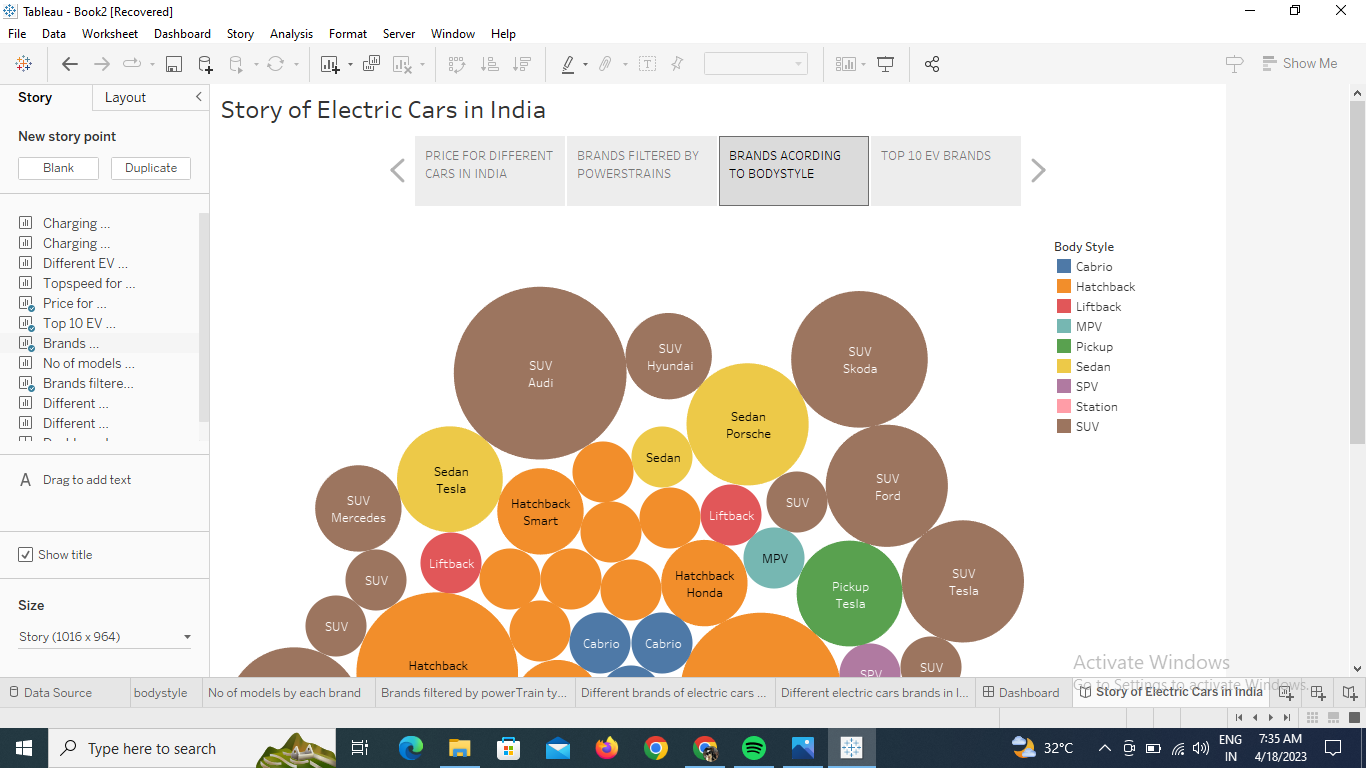 Tableau - Book2 [Recovered]
File Data Worksheet Dashboard Story Analysis Format Server Window Help
Show Me
Story Layout
New story point
Blank Duplicate
Charging ...
Charging ...
Different EV ...
Topspeed for ...
Price for ...
Top 10 EV ...
Brands ...
No of models ...
Brands filtere...
Different ...
Different ...
A Drag to add text
Show title
Size
Story (1016 x 964)
Story of Electric Cars in India
PRICE FOR DIFFERENT
CARS IN INDIA
BRANDS FILTERED BY
POWERSTRAINS
BRANDS ACORDING
TO BODYSTYLE
TOP 10 EV BRANDS
Body Style
Cabrio
Hatchback
Liftback
MPV
Pickup
Sedan
SPV
Station
SUV
SUV
Audi
SUV
Hyundai
SUV
Skoda
Sedan
Porsche
Sedan
Tesla
Sedan
SUV
Mercedes
Hatchback
Smart
SUV
Ford
SUV
Liftback
Liftback
MPV
SUV
Hatchback
Honda
Pickup
Tesla
SUV
Tesla
SUV
Cabrio
Cabrio
Hatchback
SPV
SUV
Activate Windows
Go to Settings to activate Windows.
Data Source bodystyle No of models by each brand Brands filtered by powerTrain ty... Different brands of electric cars ... Different electric cars brands in I... Dashboard Story of Electric Cars in India
Type here to search
32°C
ENG
IN
7:35 AM
4/18/2023